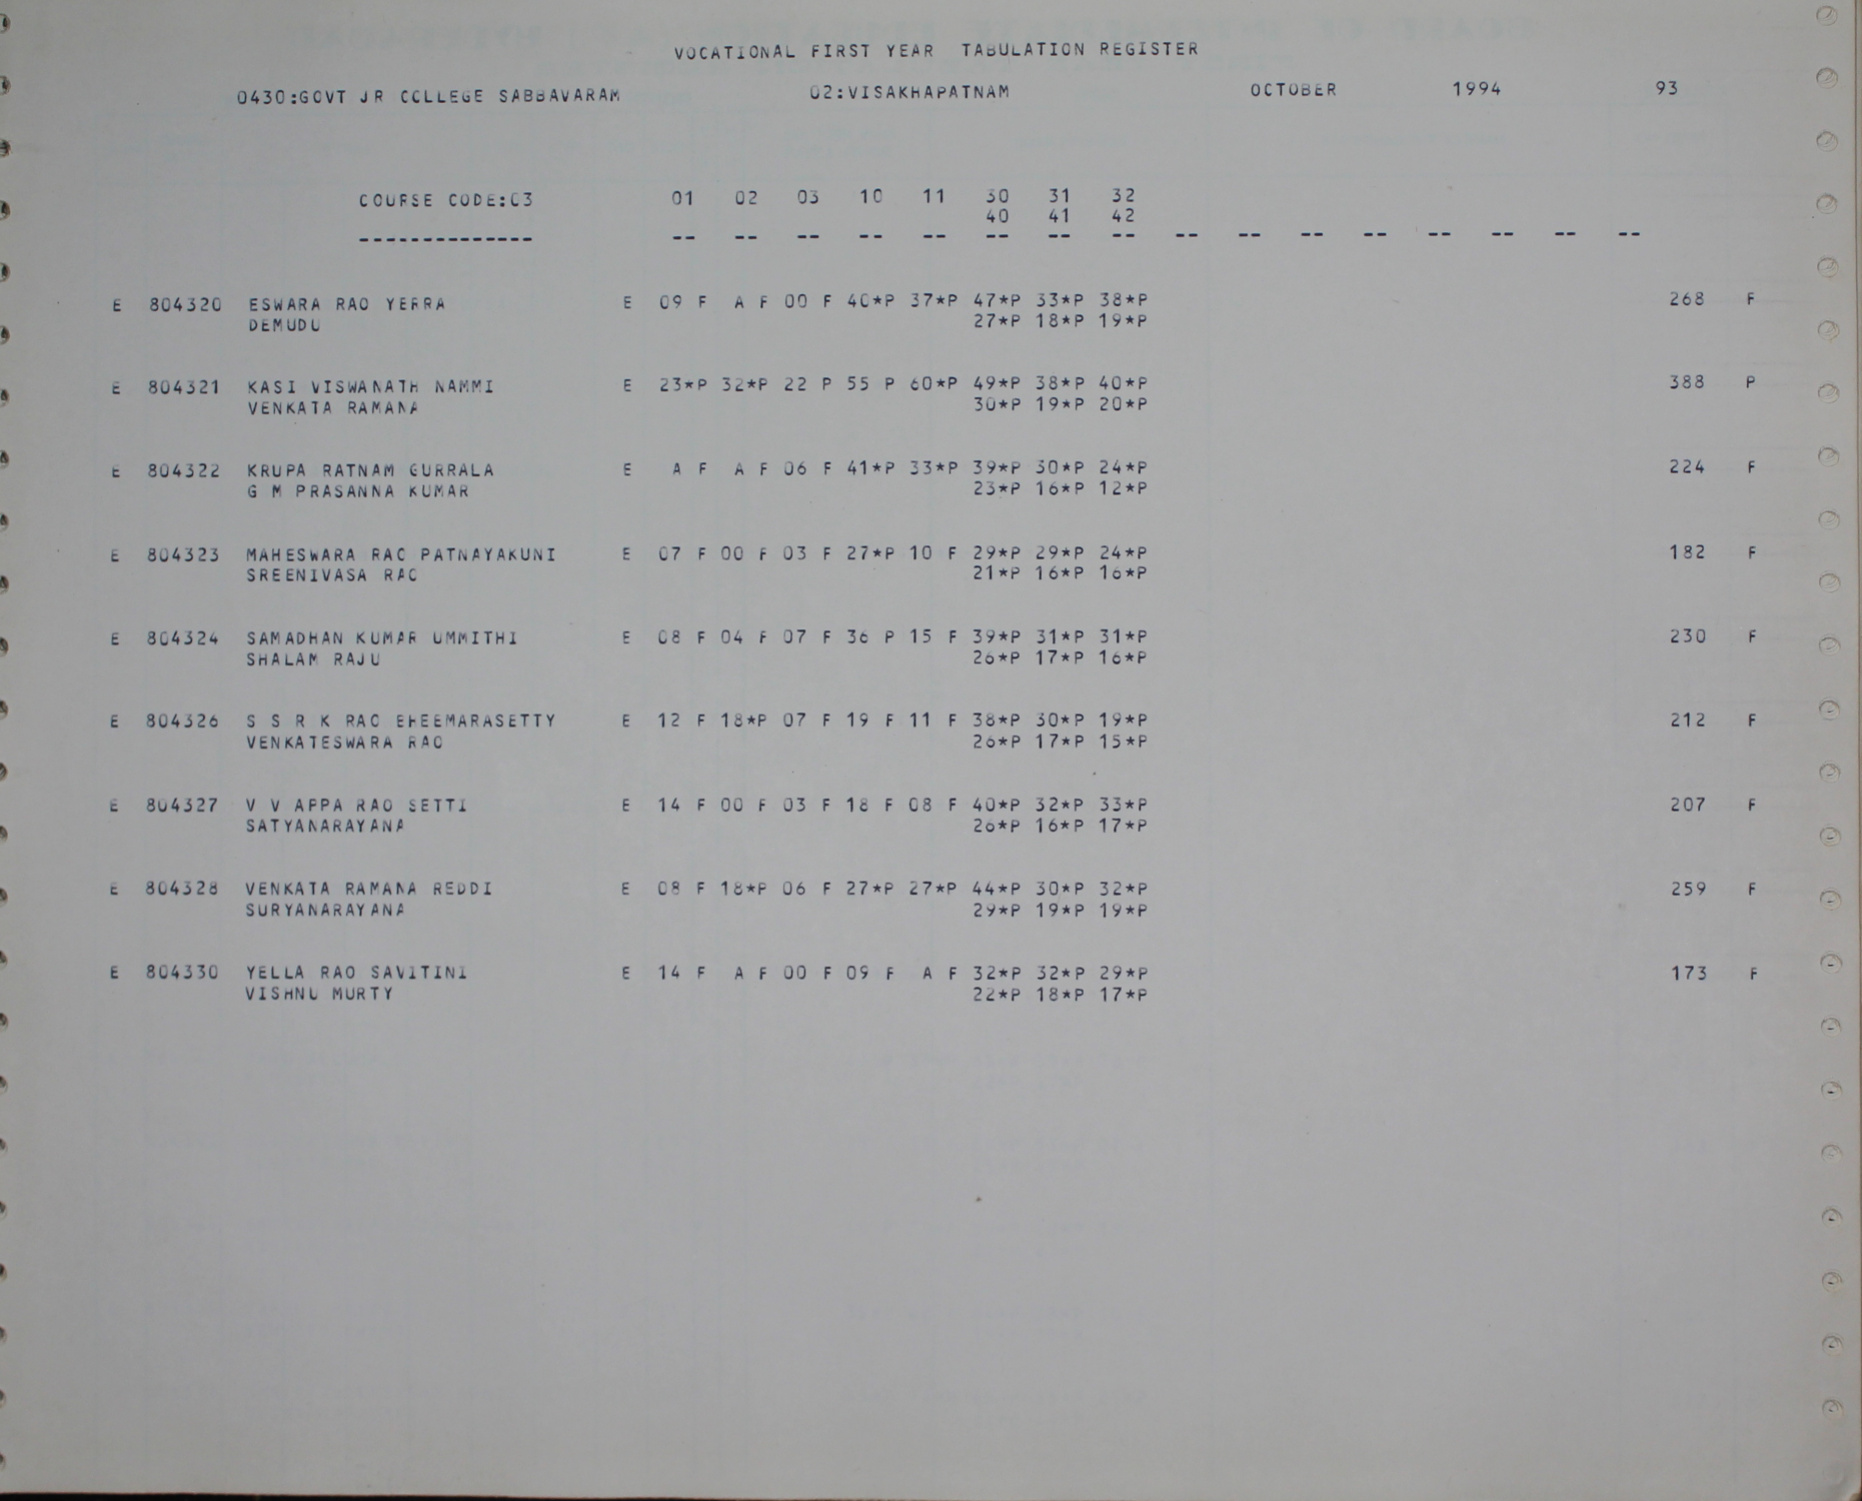 VOCATIONAL FIRST YEAR TABULATION REGISTER
0430:GOVT JR COLLEGE SABBAVARAM 02:VISAKHAPATNAM OCTOBER 1994 93
COURSE CODE:03 01 02 03 10 11 30 31 32
40 41 42
-------------- -- -- -- -- -- -- -- -- -- -- -- -- -- -- -- --
E 804320 ESWARA RAO YERRA E 09 F A F 00 F 40*P 37*P 47*P 33*P 38*P 268 F
DEMUDU 27*P 18*P 19*P
E 804321 KASI VISWANATH NAMMI E 23*P 32*P 22 P 55 P 60*P 49*P 38*P 40*P 388 P
VENKATA RAMANA 30*P 19*P 20*P
E 804322 KRUPA RATNAM GURRALA E A F A F 06 F 41*P 33*P 39*P 30*P 24*P 224 F
G M PRASANNA KUMAR 23*P 16*P 12*P
E 804323 MAHESWARA RAO PATNAYAKUNI E 07 F 00 F 03 F 27*P 10 F 29*P 29*P 24*P 182 F
SREENIVASA RAO 21*P 16*P 16*P
E 804324 SAMADHAN KUMAR UMMITHI E 08 F 04 F 07 F 36 P 15 F 39*P 31*P 31*P 230 F
SHALAM RAJU 26*P 17*P 16*P
E 804326 S S R K RAO BHEEMARASETTY E 12 F 18*P 07 F 19 F 11 F 38*P 30*P 19*P 212 F
VENKATESWARA RAO 26*P 17*P 15*P
E 804327 V V APPA RAO SETTI E 14 F 00 F 03 F 18 F 08 F 40*P 32*P 33*P 207 F
SATYANARAYANA 26*P 16*P 17*P
E 804328 VENKATA RAMANA REDDI E 08 F 18*P 06 F 27*P 27*P 44*P 30*P 32*P 259 F
SURYANARAYANA 29*P 19*P 19*P
E 804330 YELLA RAO SAVITINI E 14 F A F 00 F 09 F A F 32*P 32*P 29*P 173 F
VISHNU MURTY 22*P 18*P 17*P